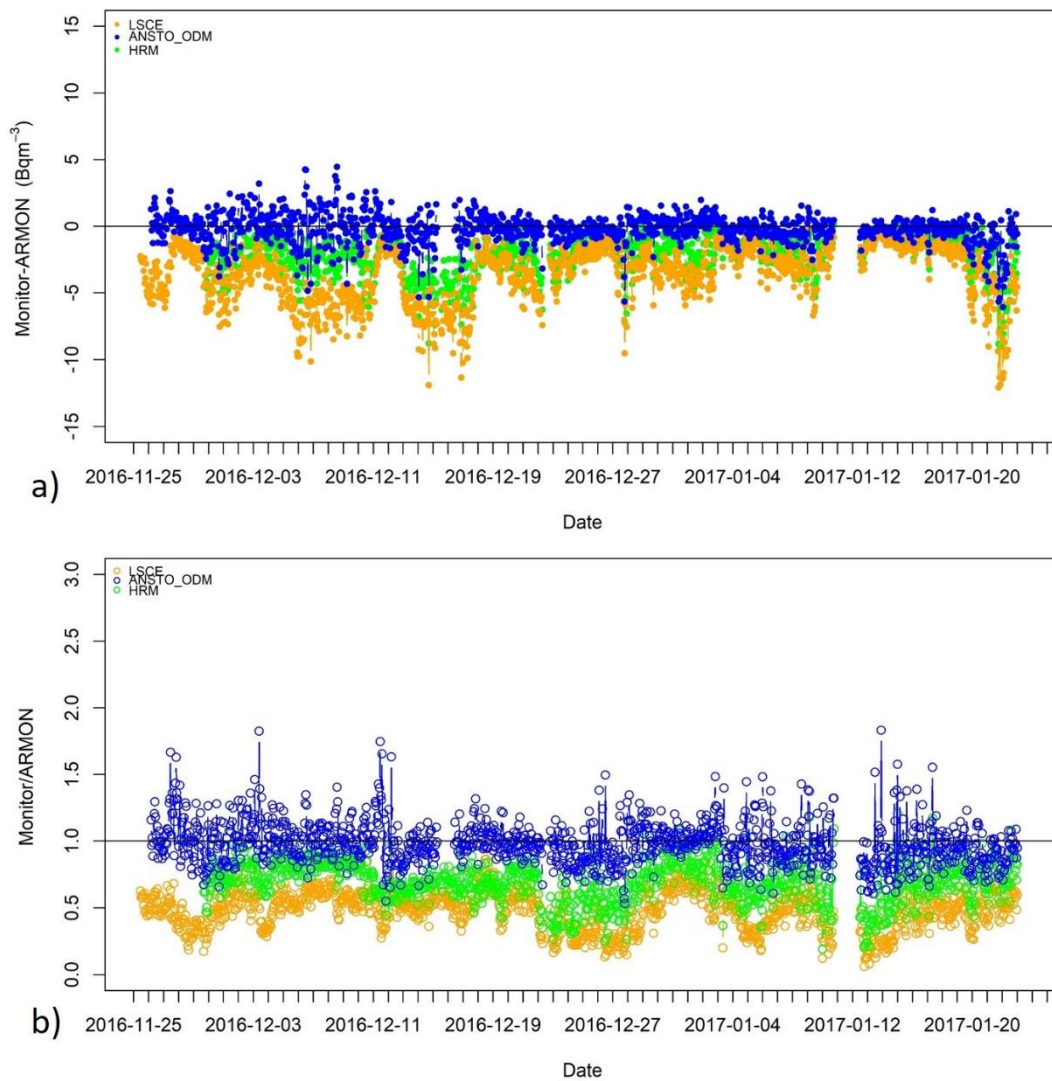 LSCE
ANSTO_ODM
HRM
Monitor-ARMON (Bqm⁻³)
15
10
5
0
-5
-10
-15
a)
2016-11-25 2016-12-03 2016-12-11 2016-12-19 2016-12-27 2017-01-04 2017-01-12 2017-01-20
Date
LSCE
ANSTO_ODM
HRM
Monitor/ARMON
3.0
2.5
2.0
1.5
1.0
0.5
0.0
b)
2016-11-25 2016-12-03 2016-12-11 2016-12-19 2016-12-27 2017-01-04 2017-01-12 2017-01-20
Date